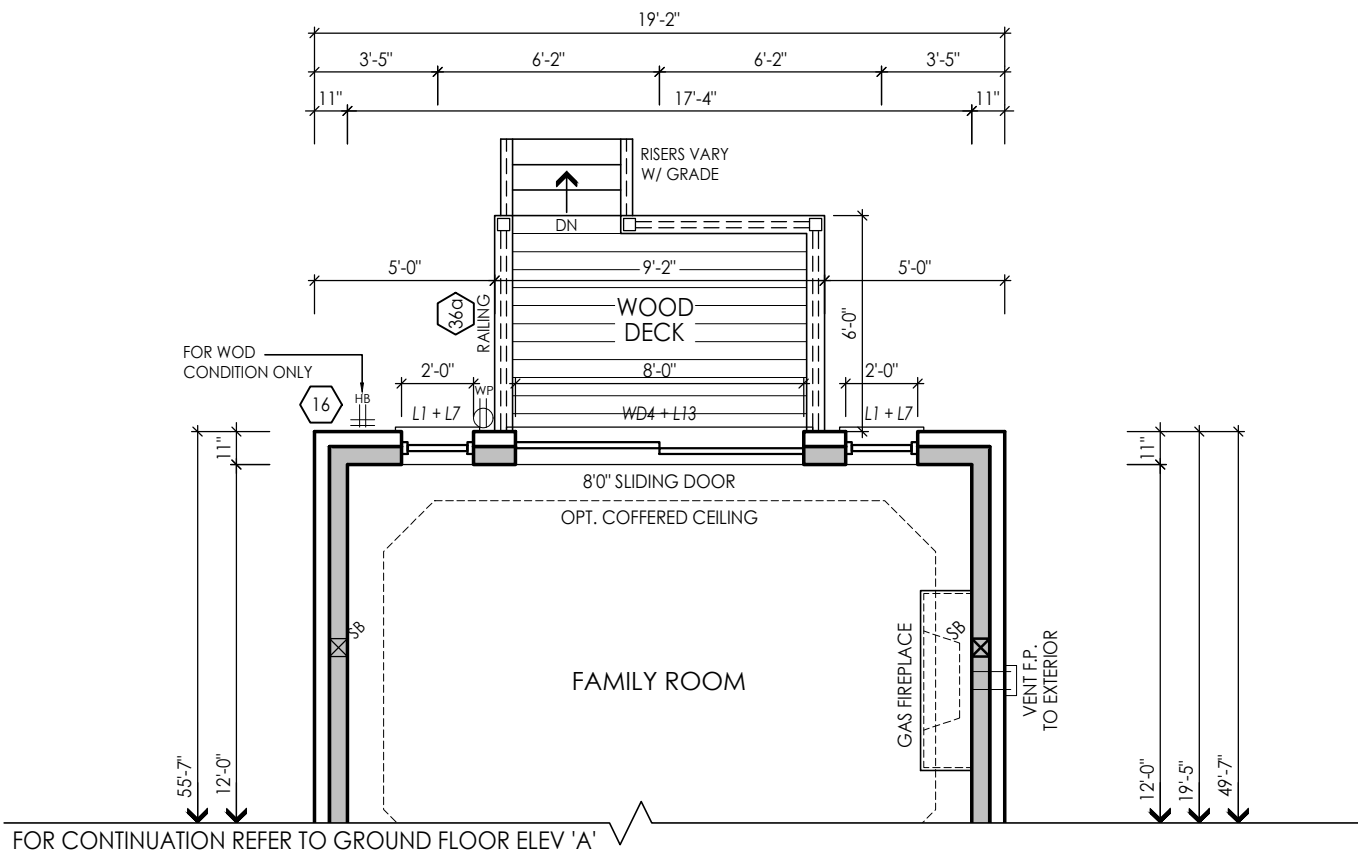 19'-2"
3'-5" 6'-2" 6'-2" 3'-5"
11" 17'-4" 11"
RISERS VARY
W/ GRADE
DN
5'-0" 9'-2" 5'-0"
36a
RAILING
WOOD
DECK
6'-0"
FOR WOD
CONDITION ONLY
2'-0" 8'-0" 2'-0"
16
HB
WP
L1 + L7 WD4 + L13 L1 + L7
11" 11"
8'0" SLIDING DOOR
OPT. COFFERED CEILING
SB SB
FAMILY ROOM
GAS FIREPLACE
VENT F.P.
TO EXTERIOR
55'-7" 12'-0" 12'-0" 19'-5" 49'-7"
FOR CONTINUATION REFER TO GROUND FLOOR ELEV 'A'